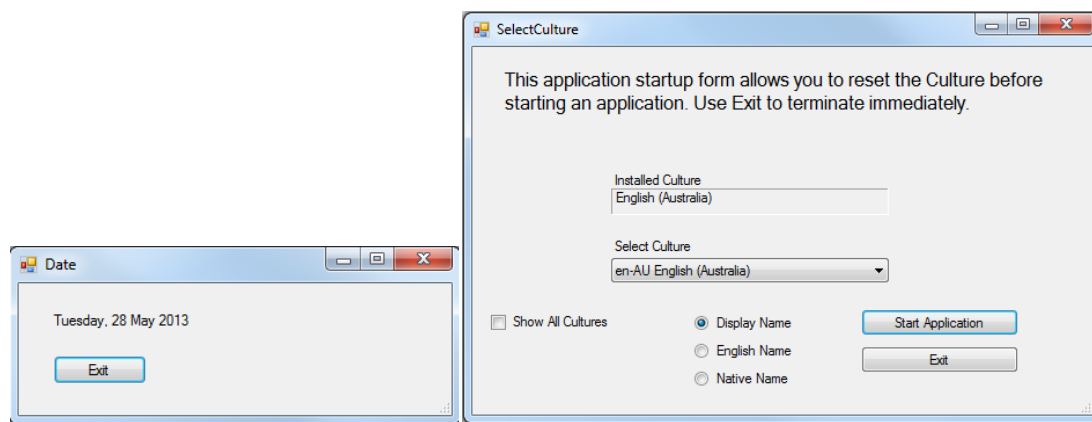 Date
Tuesday, 28 May 2013
Exit
SelectCulture
This application startup form allows you to reset the Culture before
starting an application. Use Exit to terminate immediately.
Installed Culture
English (Australia)
Select Culture
en-AU English (Australia)
Show All Cultures
Display Name
Start Application
English Name
Exit
Native Name